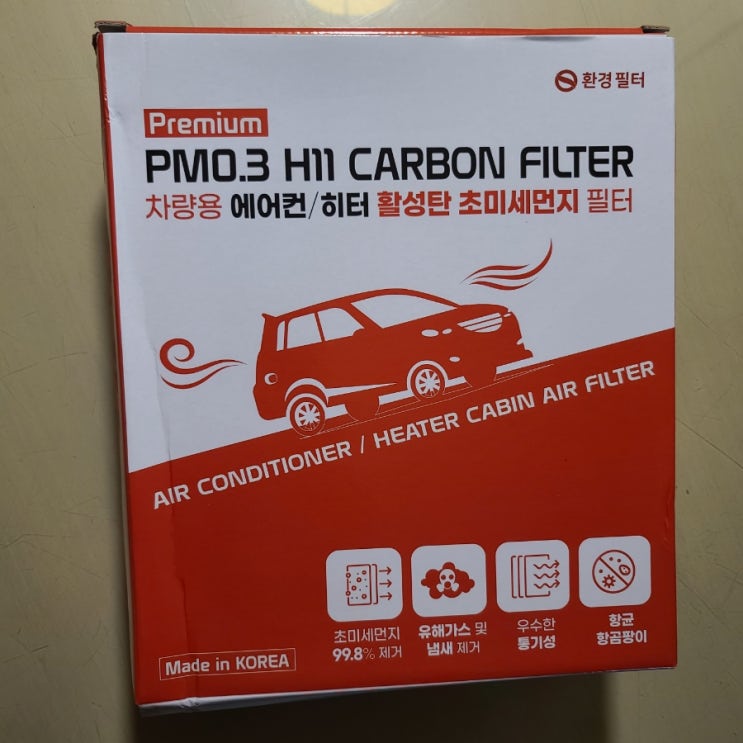 환경필터
Premium
PM0.3 H11 CARBON FILTER
차량용 에어컨/히터 활성탄 초미세먼지 필터
AIR CONDITIONER / HEATER CABIN AIR FILTER
초미세먼지
99.8% 제거
유해가스 및
냄새 제거
우수한
통기성
항균
항곰팡이
Made in KOREA